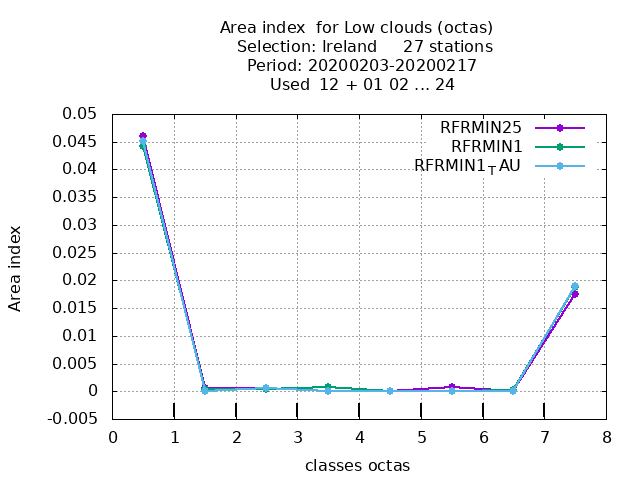 Area index  for Low clouds (octas)
Selection: Ireland     27 stations
Period: 20200203-20200217
Used  12 + 01 02 ... 24
RFRMIN25
RFRMIN1
RFRMIN1TAU
0.05
0.045
0.04
0.035
0.03
0.025
0.02
0.015
0.01
0.005
0
-0.005
Area index
0 1 2 3 4 5 6 7 8
classes octas